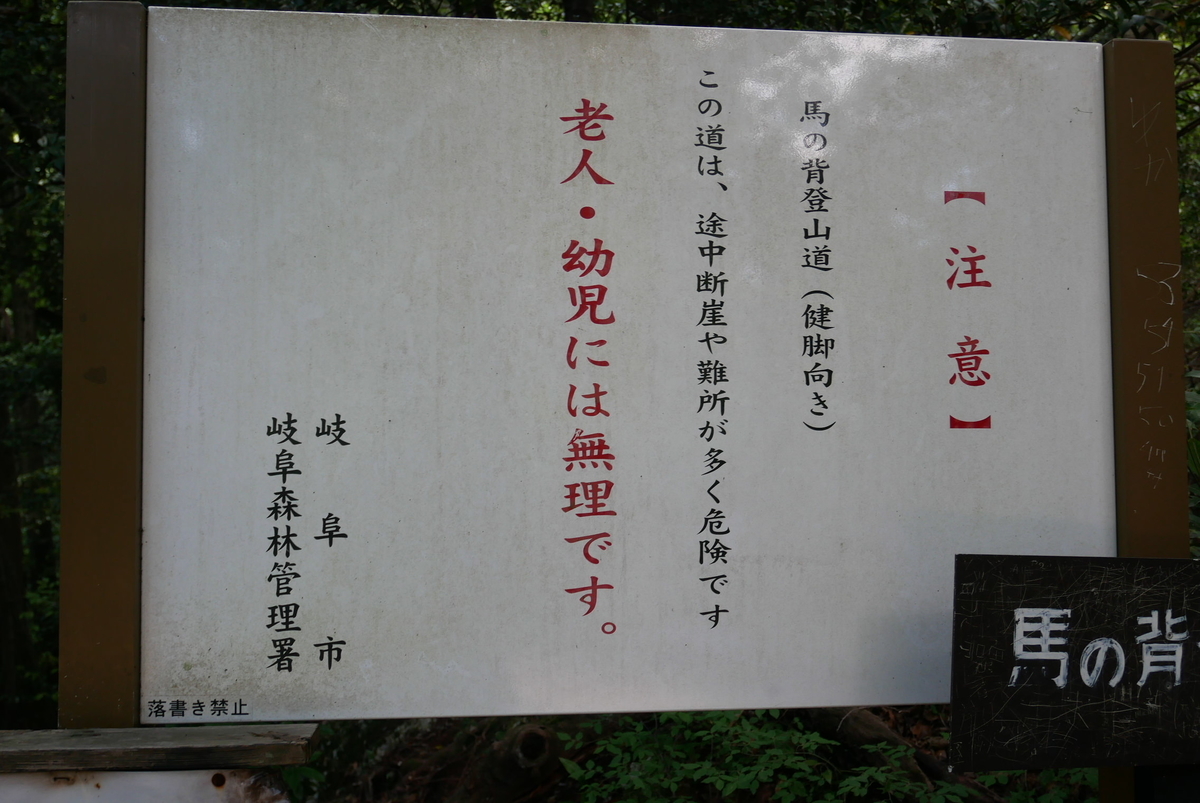 【注意】
馬の背登山道（健脚向き）
この道は、途中断崖や難所が多く危険です
老人・幼児には無理です。
岐阜市
岐阜森林管理署
落書き禁止
馬の背